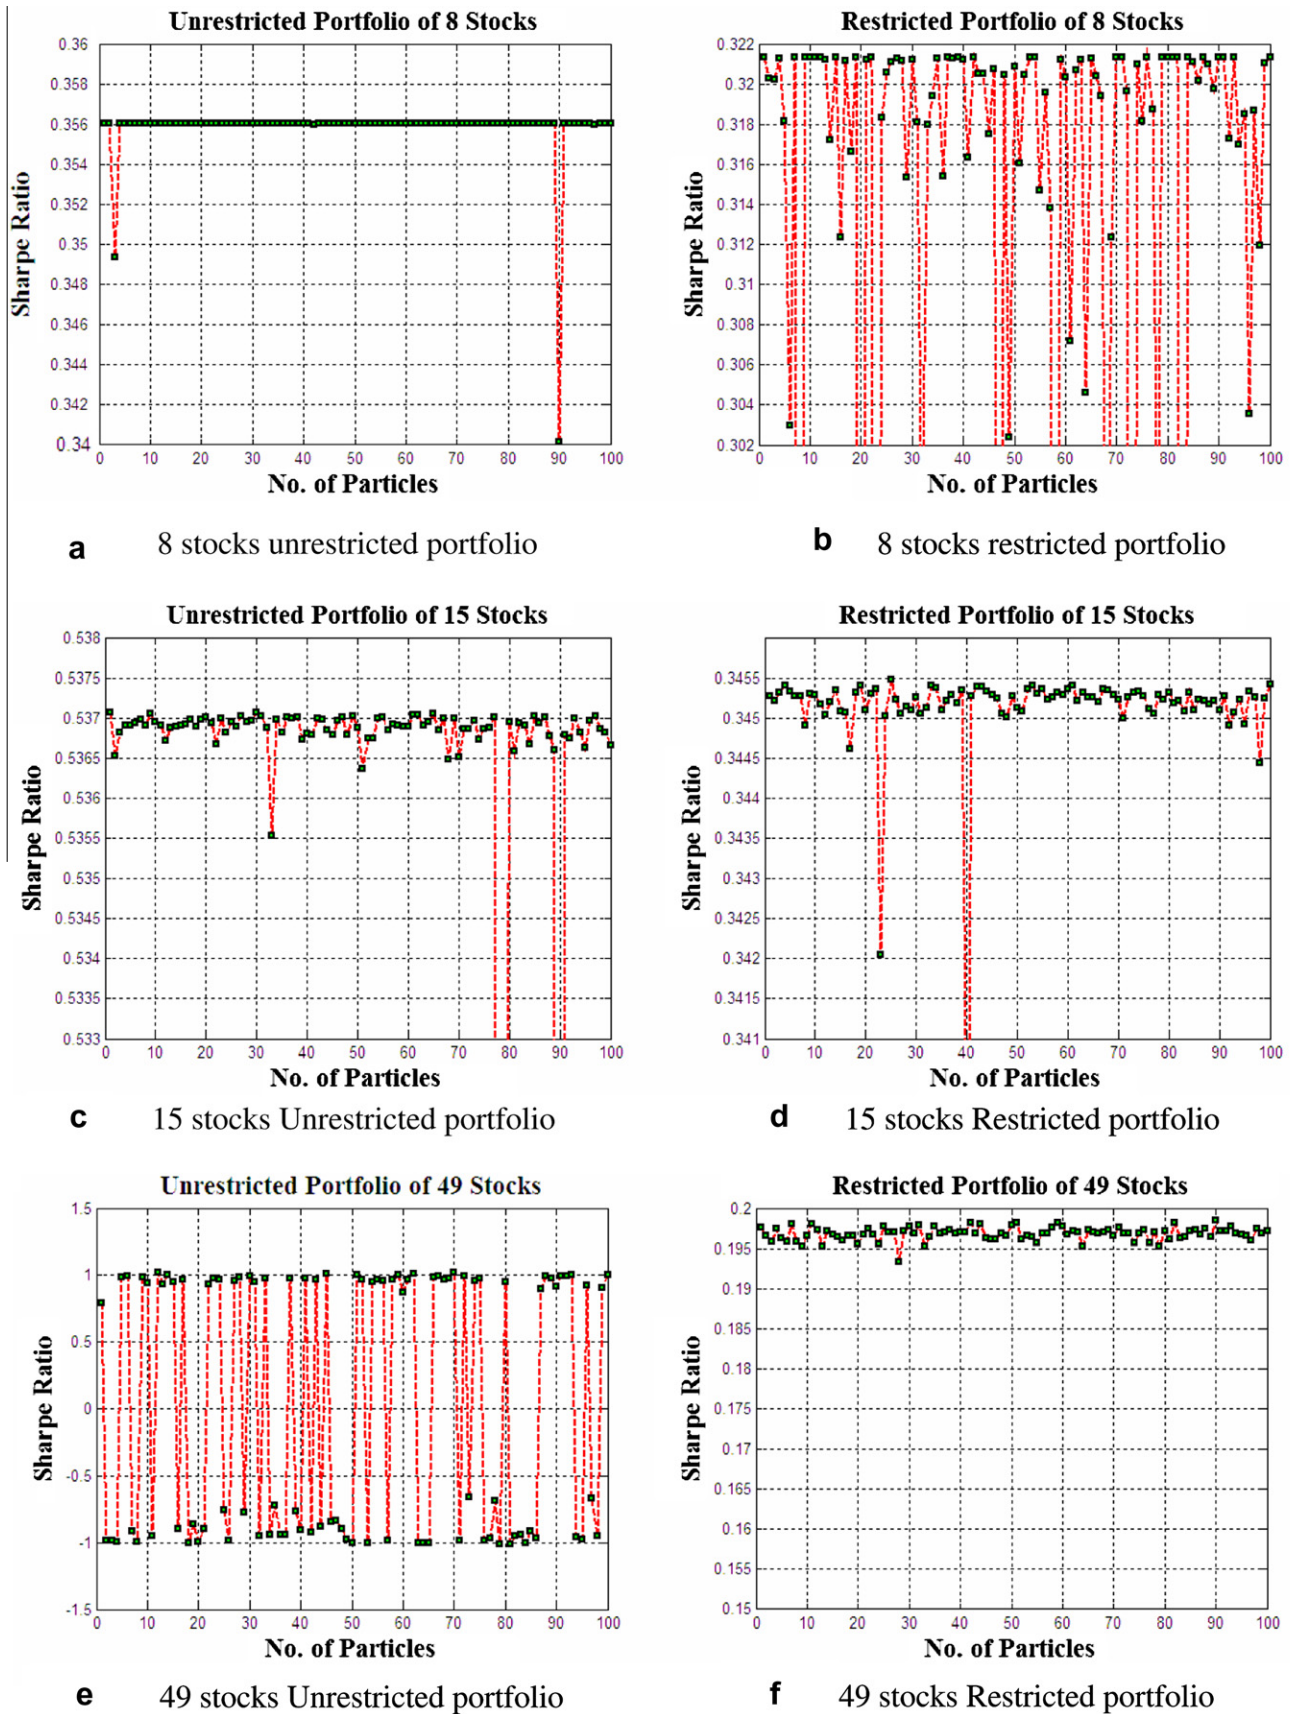 Unrestricted Portfolio of 8 Stocks
0.36
0.358
0.356
0.354
0.352
0.35
0.348
0.346
0.344
0.342
0.34
Sharpe Ratio
0 10 20 30 40 50 60 70 80 90 100
No. of Particles
a 8 stocks unrestricted portfolio
Restricted Portfolio of 8 Stocks
0.322
0.32
0.318
0.316
0.314
0.312
0.31
0.308
0.306
0.304
0.302
Sharpe Ratio
0 10 20 30 40 50 60 70 80 90 100
No. of Particles
b 8 stocks restricted portfolio
Unrestricted Portfolio of 15 Stocks
0.538
0.5375
0.537
0.5365
0.536
0.5355
0.535
0.5345
0.534
0.5335
0.533
Sharpe Ratio
0 10 20 30 40 50 60 70 80 90 100
No. of Particles
c 15 stocks Unrestricted portfolio
Restricted Portfolio of 15 Stocks
0.3455
0.345
0.3445
0.344
0.3435
0.343
0.3425
0.342
0.3415
0.341
Sharpe Ratio
0 10 20 30 40 50 60 70 80 90 100
No. of Particles
d 15 stocks Restricted portfolio
Unrestricted Portfolio of 49 Stocks
1.5
1
0.5
0
-0.5
-1
-1.5
Sharpe Ratio
0 10 20 30 40 50 60 70 80 90 100
No. of Particles
e 49 stocks Unrestricted portfolio
Restricted Portfolio of 49 Stocks
0.2
0.195
0.19
0.185
0.18
0.175
0.17
0.165
0.16
0.155
0.15
Sharpe Ratio
0 10 20 30 40 50 60 70 80 90 100
No. of Particles
f 49 stocks Restricted portfolio